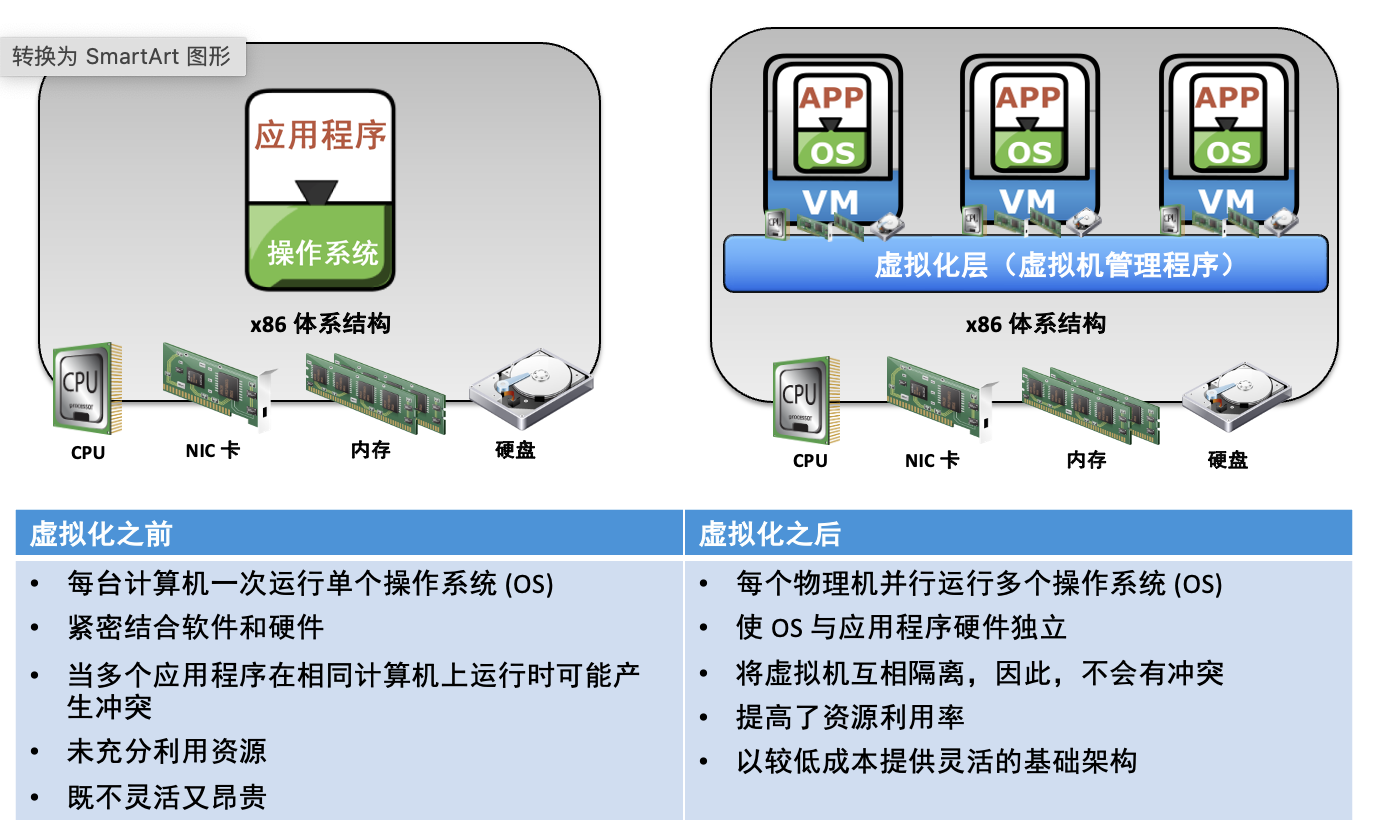 转换为 SmartArt 图形
应用程序
操作系统
x86 体系结构
CPU
processor
CPU
NIC 卡
内存
硬盘
APP
OS
VM
CPU
APP
OS
VM
CPU
APP
OS
VM
CPU
虚拟化层（虚拟机管理程序）
x86 体系结构
CPU
processor
CPU
NIC 卡
内存
硬盘
虚拟化之前
• 每台计算机一次运行单个操作系统 (OS)
• 紧密结合软件和硬件
• 当多个应用程序在相同计算机上运行时可能产
生冲突
• 未充分利用资源
• 既不灵活又昂贵
虚拟化之后
• 每个物理机并行运行多个操作系统 (OS)
• 使 OS 与应用程序硬件独立
• 将虚拟机互相隔离，因此，不会有冲突
• 提高了资源利用率
• 以较低成本提供灵活的基础架构